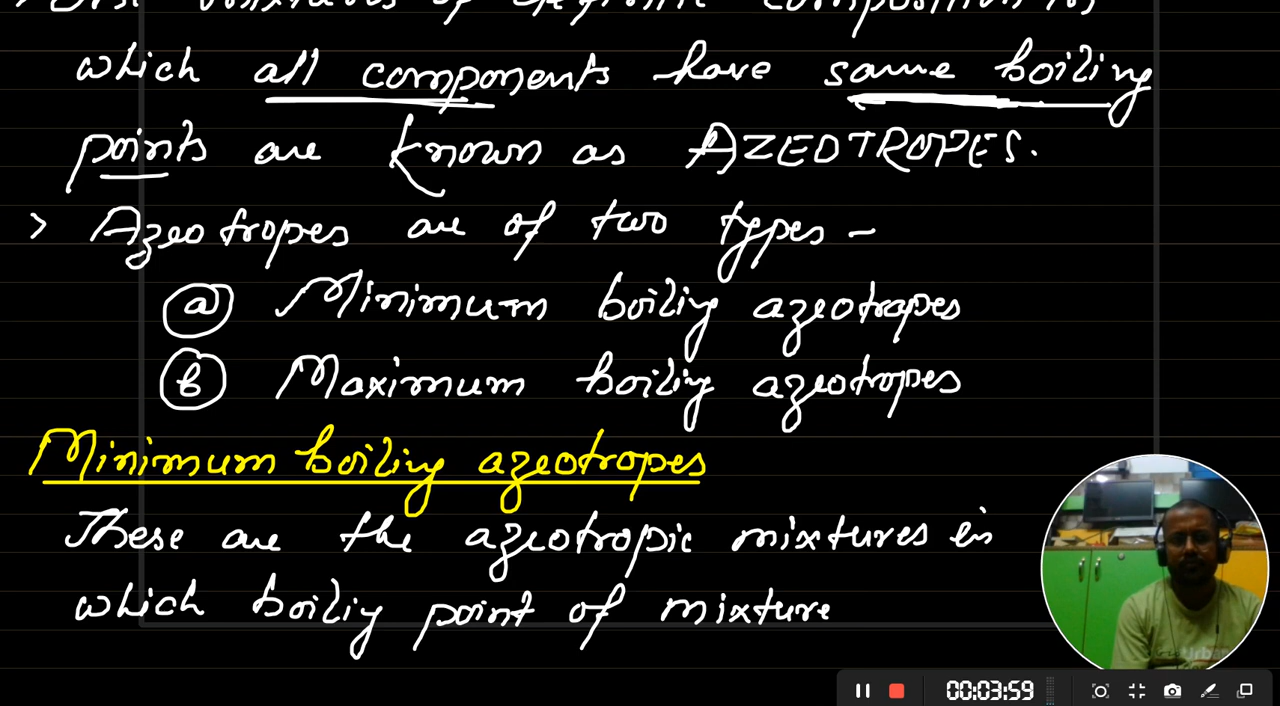 which all components have same boiling
points are known as AZEOTROPES.
> Azeotropes are of two types -
(a) Minimum boiling azeotropes
(b) Maximum boiling azeotropes
Minimum boiling azeotropes
These are the azeotropic mixtures in
which boiling point of mixture
00:03:59